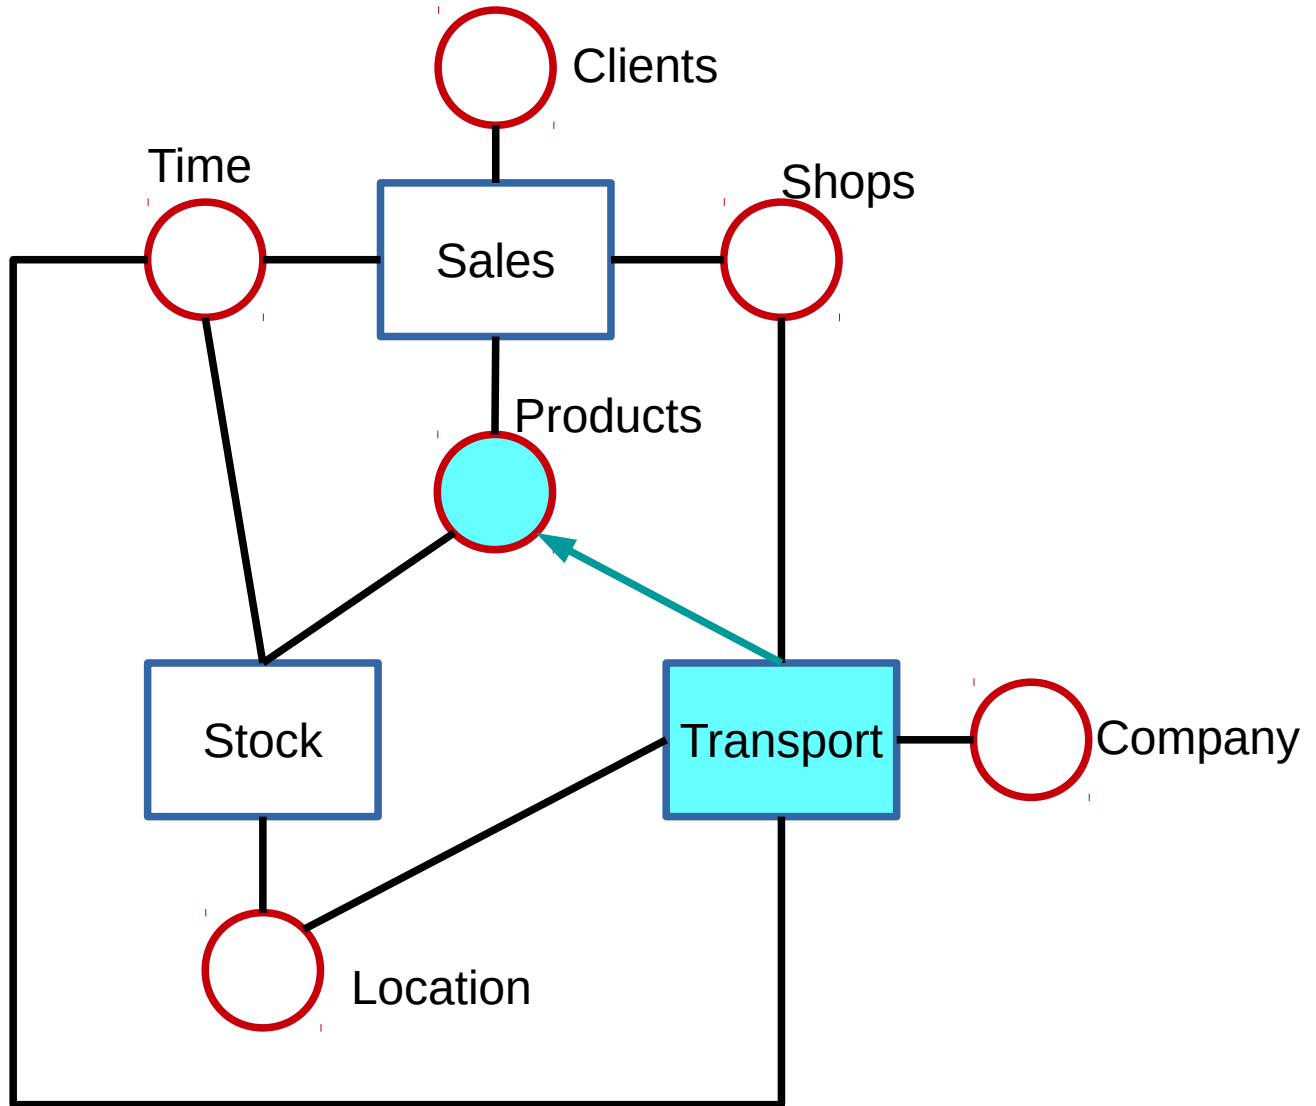 Clients
Time
Shops
Sales
Products
Stock
Transport
Company
Location